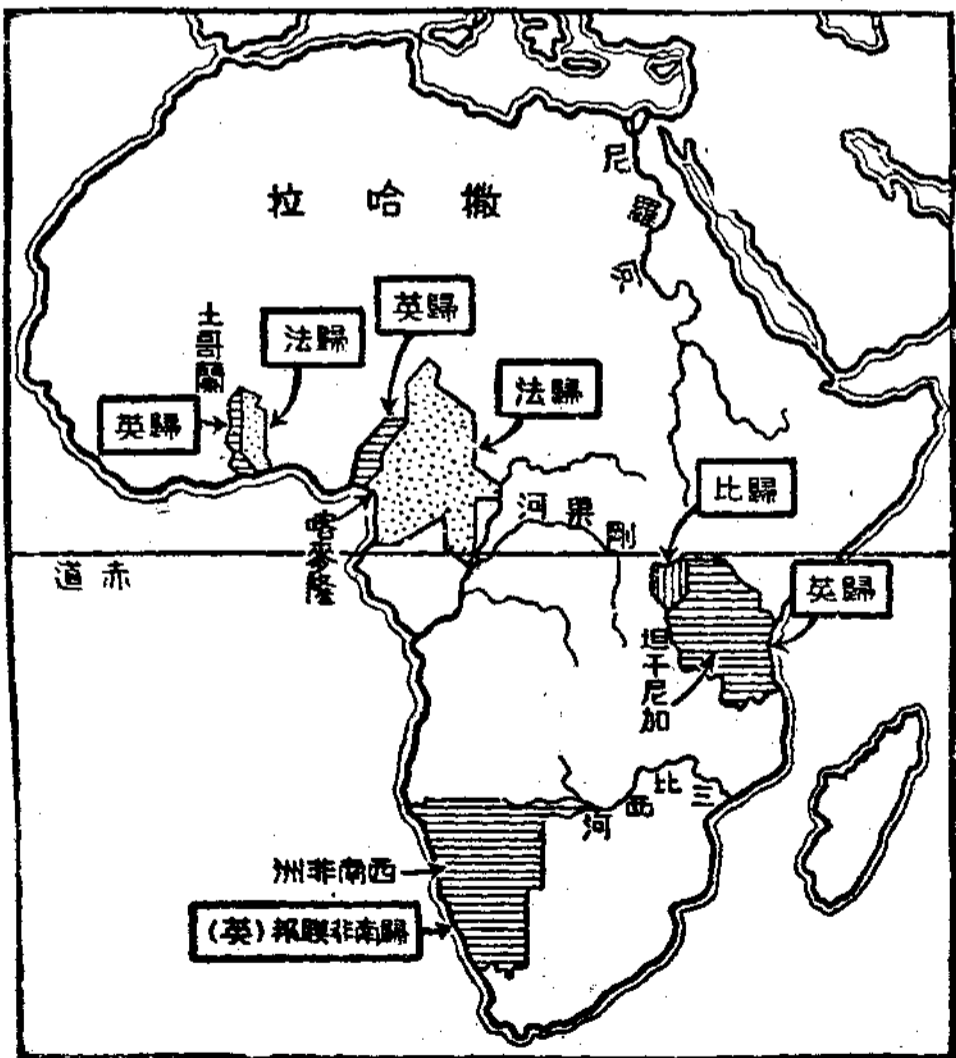 撒哈拉
尼羅河
歸英
歸法
土哥蘭
歸法
歸英
歸比
剛果河
喀麥隆
赤道
歸英
坦干尼加
三比西河
西南非洲
歸南非聯邦(英)